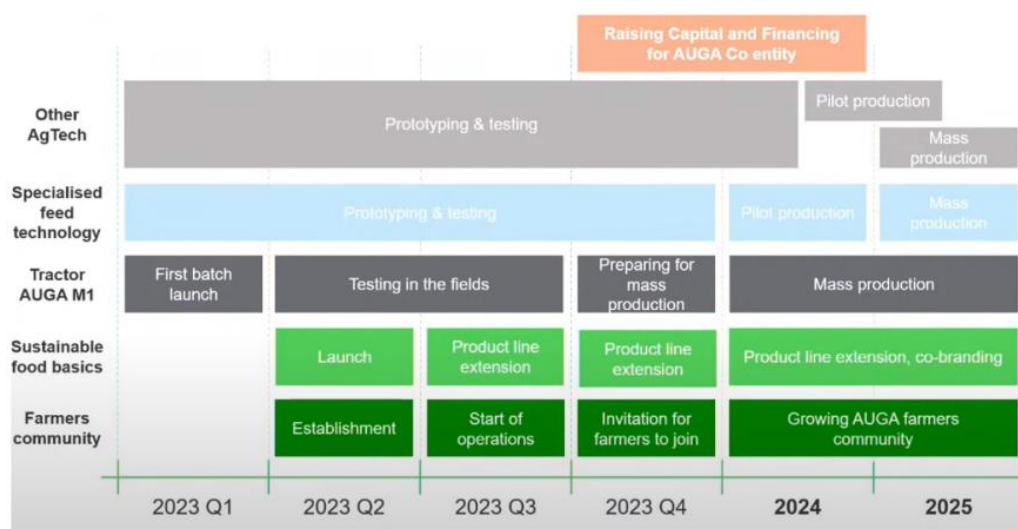 Raising Capital and Financing
for AUGA Co entity
Other
AgTech
Prototyping & testing
Pilot production
Mass
production
Specialised
feed
technology
Prototyping & testing
Pilot production
Mass
production
Tractor
AUGA M1
First batch
launch
Testing in the fields
Preparing for
mass
production
Mass production
Sustainable
food basics
Launch
Product line
extension
Product line
extension
Product line extension, co-branding
Farmers
community
Establishment
Start of
operations
Invitation for
farmers to join
Growing AUGA farmers
community
2023 Q1
2023 Q2
2023 Q3
2023 Q4
2024
2025